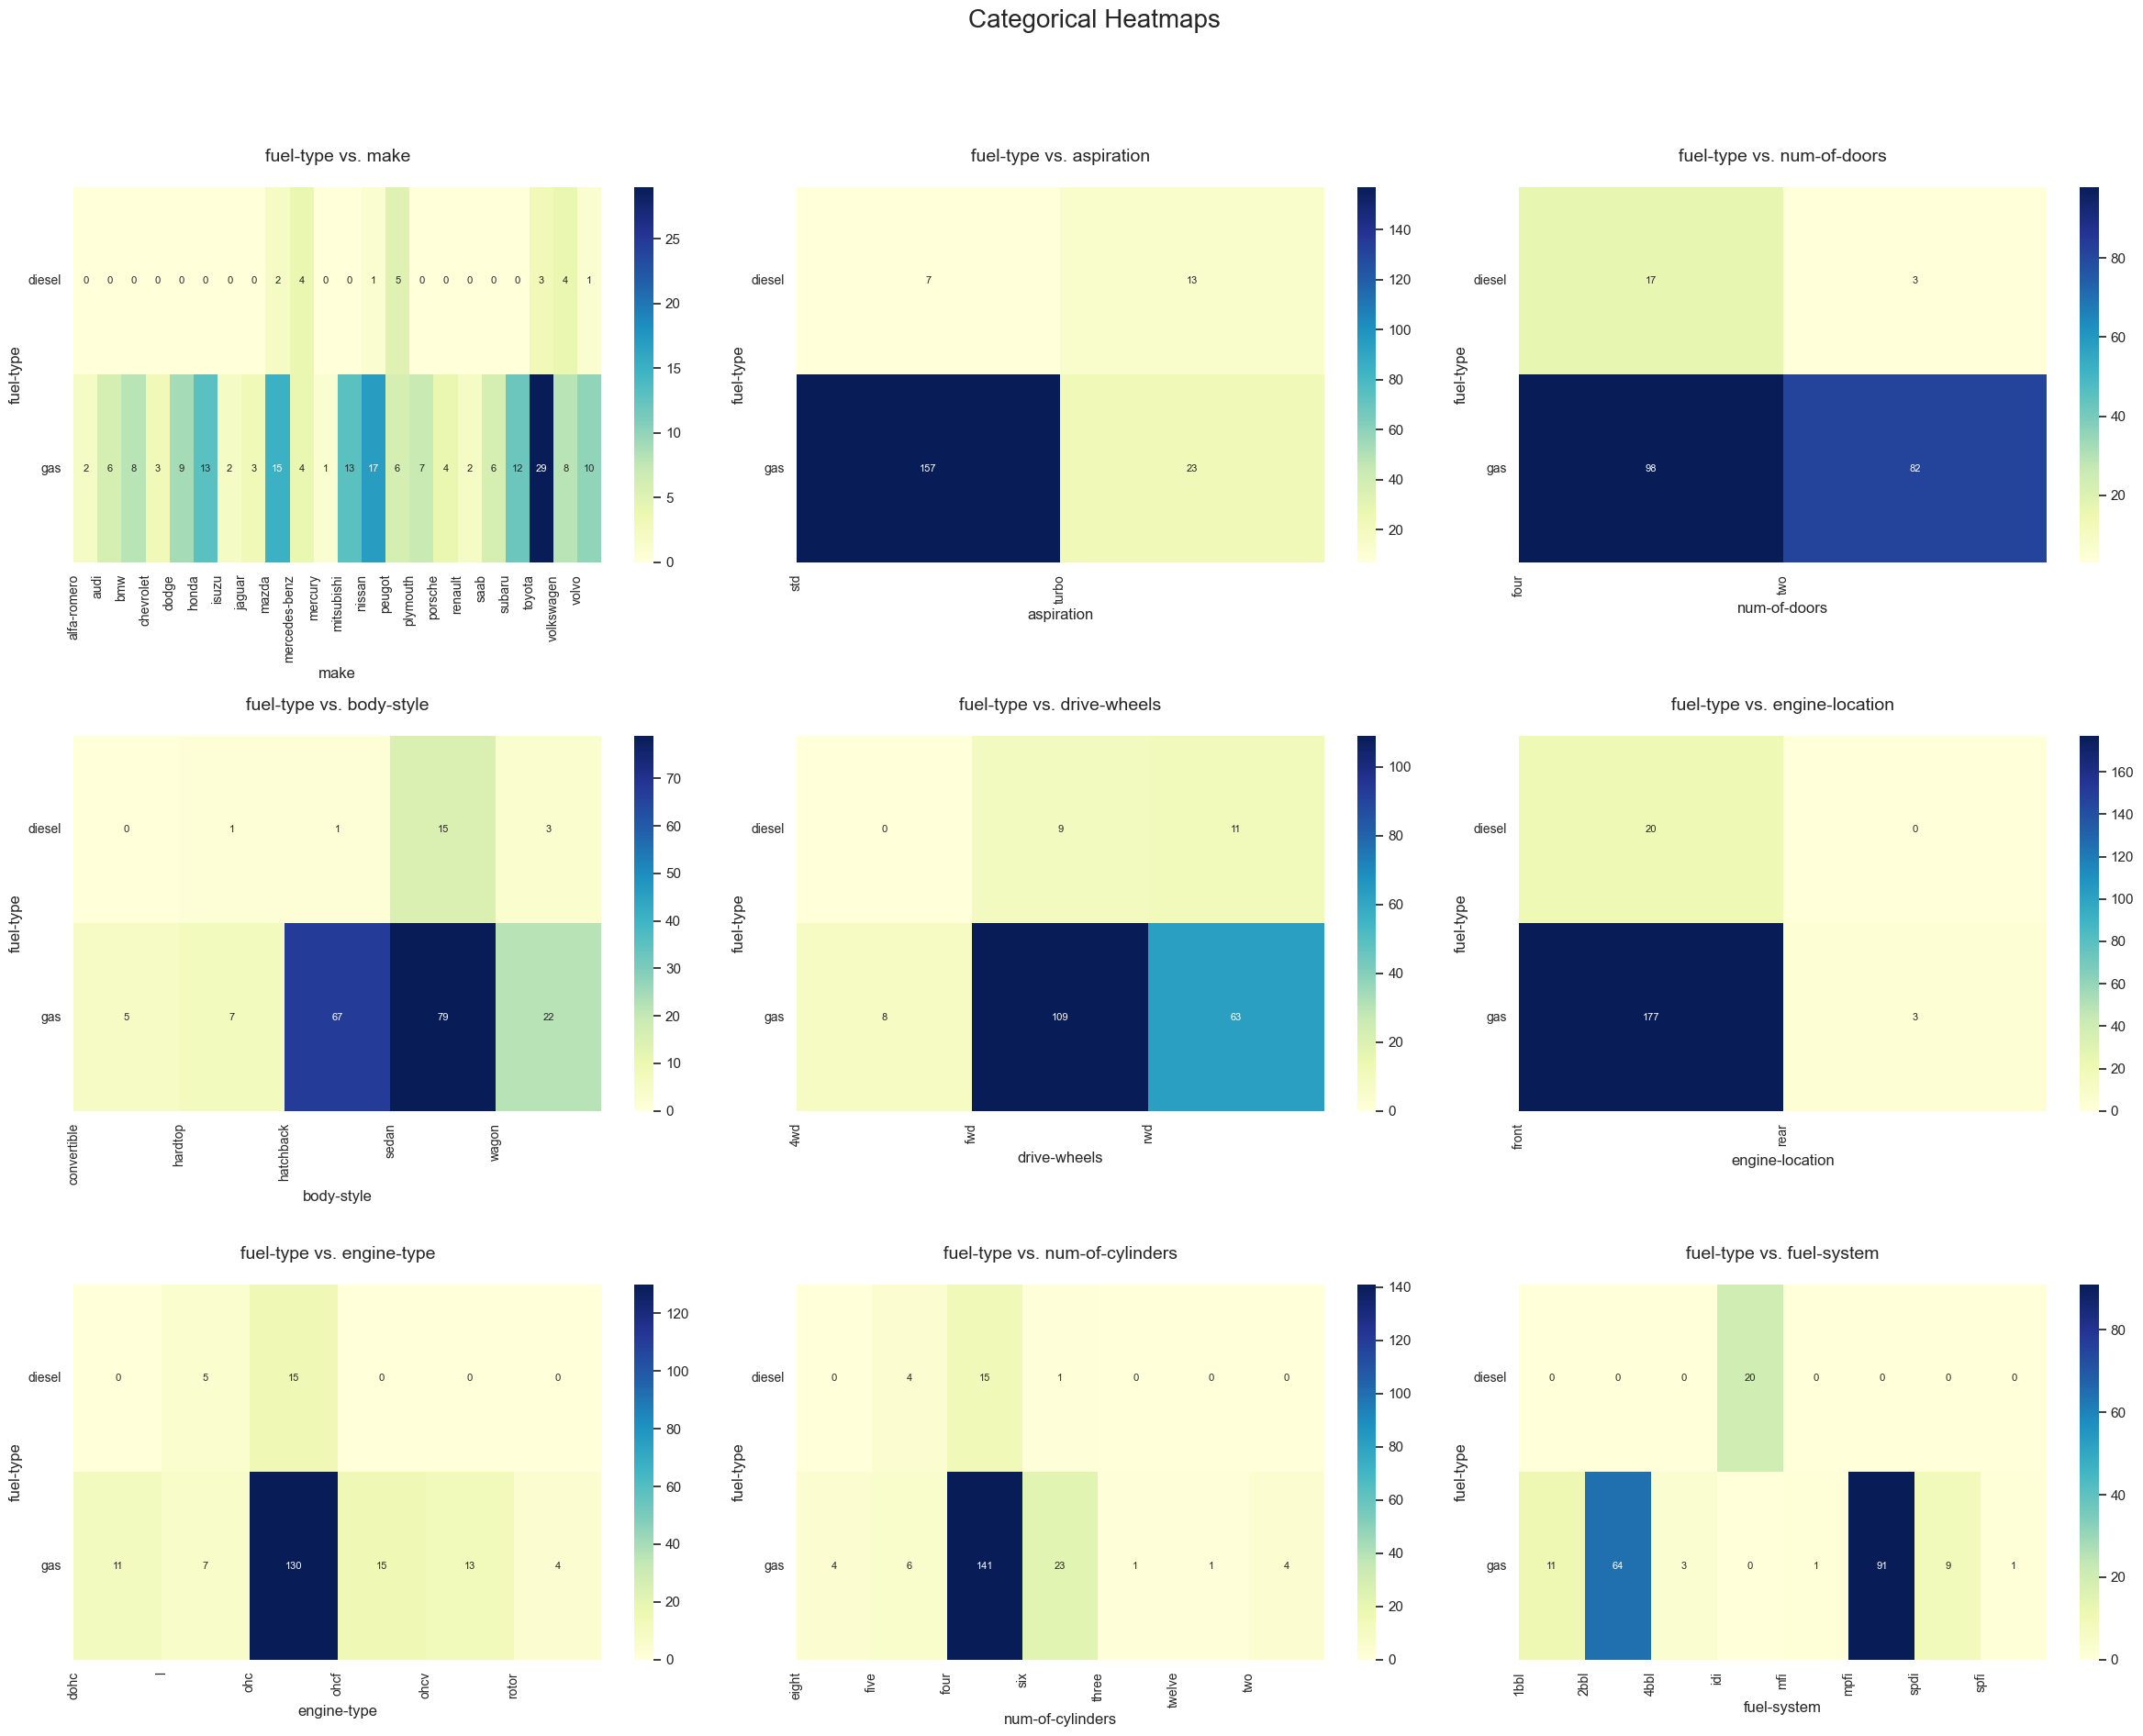 Categorical Heatmaps
fuel-type vs. make
fuel-type
diesel
0 0 0 0 0 0 0 0 2 4 0 0 1 5 0 0 0 0 0 3 4 1
gas
2 6 8 3 9 13 2 3 15 4 1 13 17 6 7 4 2 6 12 29 8 10
alfa-romero audi bmw chevrolet dodge honda isuzu jaguar mazda mercedes-benz mercury mitsubishi nissan peugot plymouth porsche renault saab subaru toyota volkswagen volvo
make
25
20
15
10
5
0
fuel-type vs. aspiration
fuel-type
diesel
7 13
gas
157 23
std turbo
aspiration
140
120
100
80
60
40
20
fuel-type vs. num-of-doors
fuel-type
diesel
17 3
gas
98 82
four two
num-of-doors
80
60
40
20
fuel-type vs. body-style
fuel-type
diesel
0 1 1 15 3
gas
5 7 67 79 22
convertible hardtop hatchback sedan wagon
body-style
70
60
50
40
30
20
10
0
fuel-type vs. drive-wheels
fuel-type
diesel
0 9 11
gas
8 109 63
4wd fwd rwd
drive-wheels
100
80
60
40
20
0
fuel-type vs. engine-location
fuel-type
diesel
20 0
gas
177 3
front rear
engine-location
160
140
120
100
80
60
40
20
0
fuel-type vs. engine-type
fuel-type
diesel
0 5 15 0 0 0
gas
11 7 130 15 13 4
dohc l ohc ohcf ohcv rotor
engine-type
120
100
80
60
40
20
0
fuel-type vs. num-of-cylinders
fuel-type
diesel
0 4 15 1 0 0 0
gas
4 6 141 23 1 1 4
eight five four six three twelve two
num-of-cylinders
140
120
100
80
60
40
20
0
fuel-type vs. fuel-system
fuel-type
diesel
0 0 0 20 0 0 0 0
gas
11 64 3 0 1 91 9 1
1bbl 2bbl 4bbl idi mfi mpfi spdi spfi
fuel-system
80
60
40
20
0